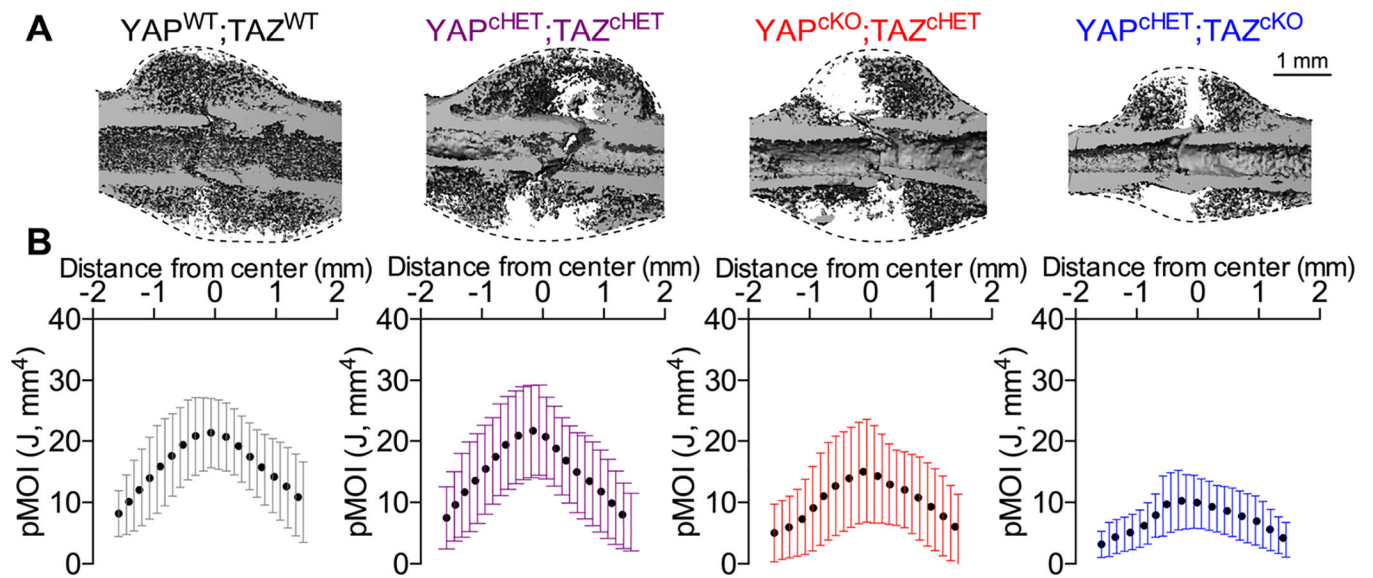 A
YAPWT;TAZWT
YAPcHET;TAZcHET
YAPcKO;TAZcHET
YAPcHET;TAZcKO
1 mm
B
Distance from center (mm)
-2 -1 0 1 2
40
30
20
10
0
pMOI (J, mm4)
Distance from center (mm)
-2 -1 0 1 2
40
30
20
10
0
pMOI (J, mm4)
Distance from center (mm)
-2 -1 0 1 2
40
30
20
10
0
pMOI (J, mm4)
Distance from center (mm)
-2 -1 0 1 2
40
30
20
10
0
pMOI (J, mm4)